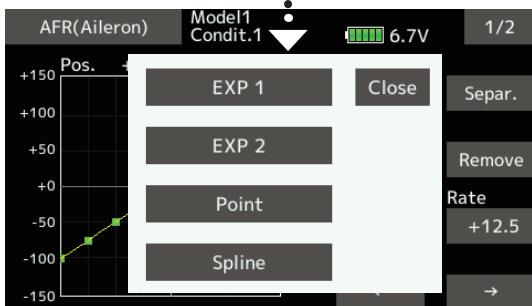 AFR(Aileron)
Model1
Condit.1
6.7V
1/2
Pos. +
+150
+100
+50
+0
-50
-100
-150
EXP 1
EXP 2
Point
Spline
Close
Separ.
Remove
Rate
+12.5
→